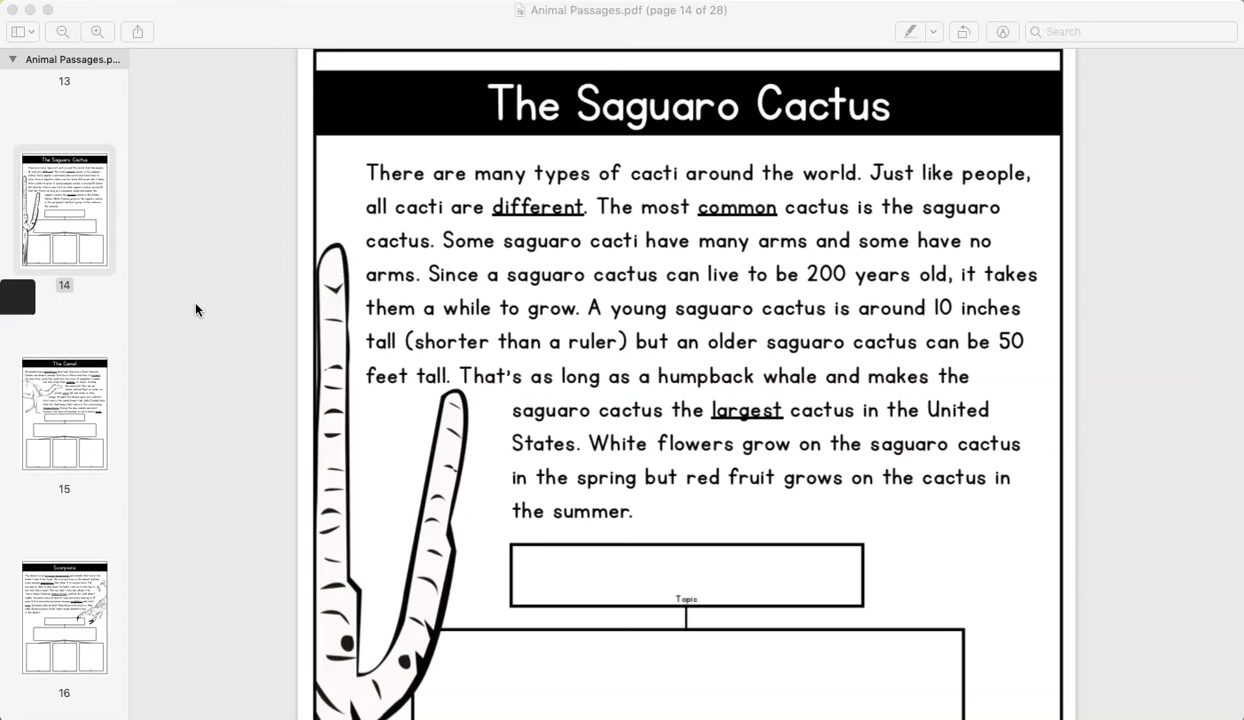 Animal Passages.pdf (page 14 of 28)
Search
Animal Passages.p...
13
The Saguaro Cactus
14
The Camel
15
Scorpions
16
The Saguaro Cactus
There are many types of cacti around the world. Just like people,
all cacti are different. The most common cactus is the saguaro
cactus. Some saguaro cacti have many arms and some have no
arms. Since a saguaro cactus can live to be 200 years old, it takes
them a while to grow. A young saguaro cactus is around 10 inches
tall (shorter than a ruler) but an older saguaro cactus can be 50
feet tall. That's as long as a humpback whale and makes the
saguaro cactus the largest cactus in the United
States. White flowers grow on the saguaro cactus
in the spring but red fruit grows on the cactus in
the summer.
Topic